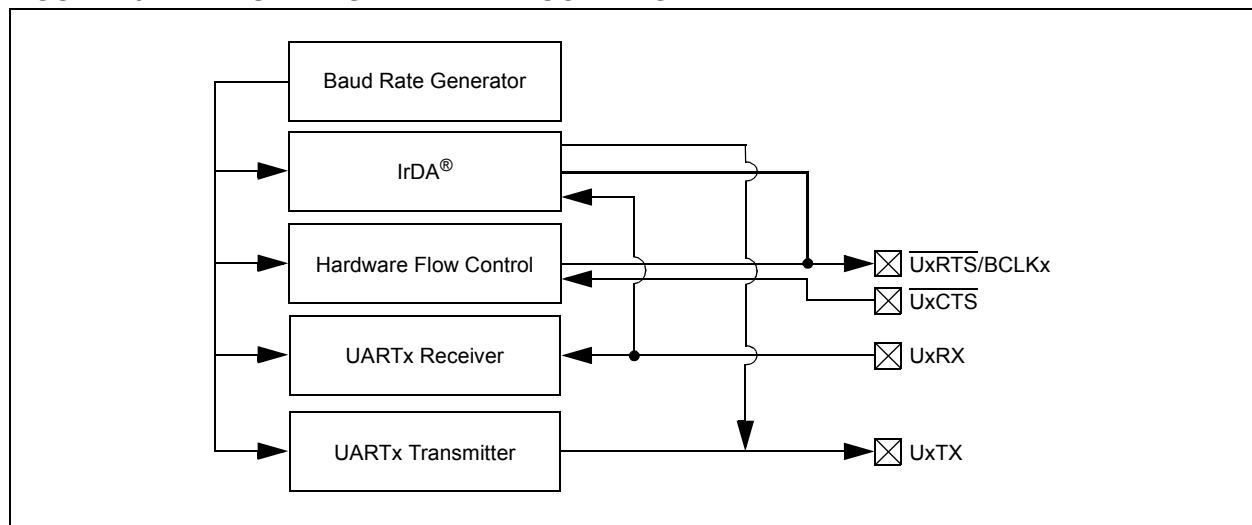 Baud Rate Generator
IrDA®
Hardware Flow Control
UxRTS/BCLKx
UxCTS
UARTx Receiver
UxRX
UARTx Transmitter
UxTX